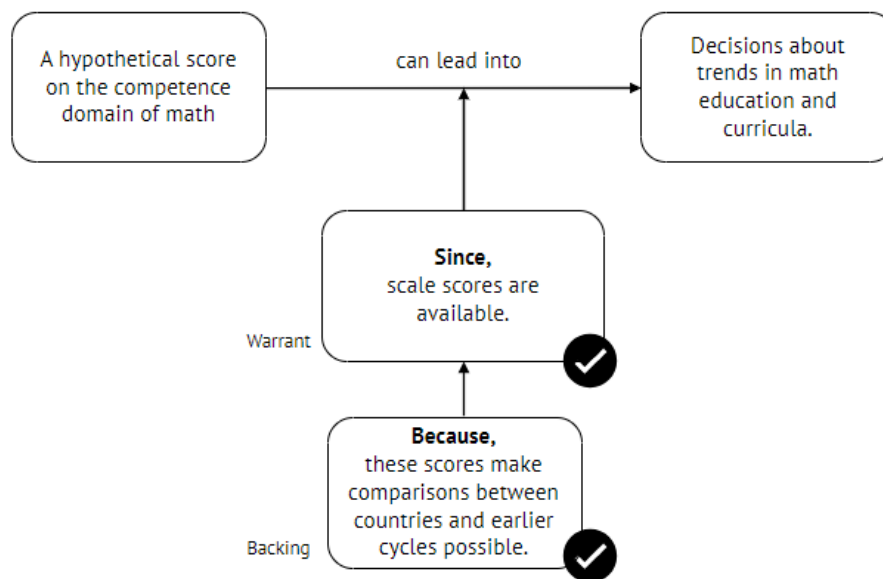 A hypothetical score
on the competence
domain of math
can lead into
Decisions about
trends in math
education and
curricula.
Since,
scale scores are
available.
Warrant
Because,
these scores make
comparisons between
countries and earlier
cycles possible.
Backing